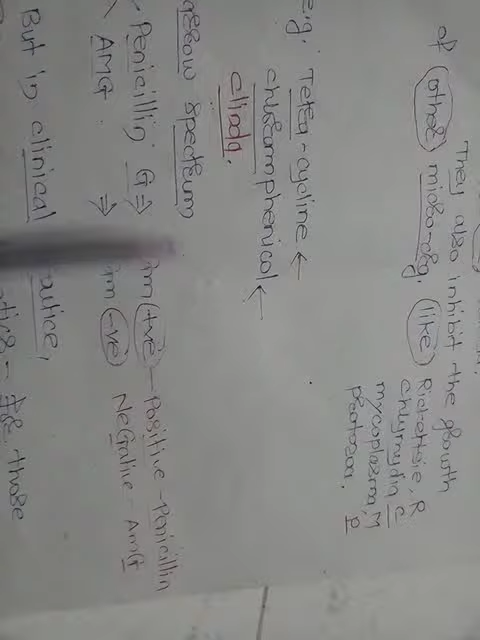 They also inhibit the growth
of other micro-org. like Rickettsie, R
chlymydia C
mycoplasma, M
protozoa. P
e.g. Tetra-cycline ←
chloramphenicol ←
clinda.
spectrum
Penicillin G ⇒ (+ve) - Positive - Penicillin
AMG. ⇒ (-ve) NeGative - AmG
But in clinical
those